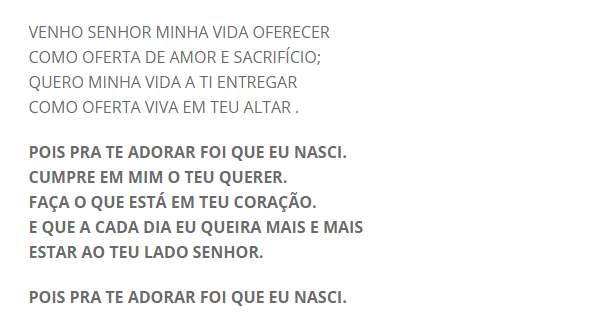 VENHO SENHOR MINHA VIDA OFERECER
COMO OFERTA DE AMOR E SACRIFÍCIO;
QUERO MINHA VIDA A TI ENTREGAR
COMO OFERTA VIVA EM TEU ALTAR .
POIS PRA TE ADORAR FOI QUE EU NASCI.
CUMPRE EM MIM O TEU QUERER.
FAÇA O QUE ESTÁ EM TEU CORAÇÃO.
E QUE A CADA DIA EU QUEIRA MAIS E MAIS
ESTAR AO TEU LADO SENHOR.
POIS PRA TE ADORAR FOI QUE EU NASCI.